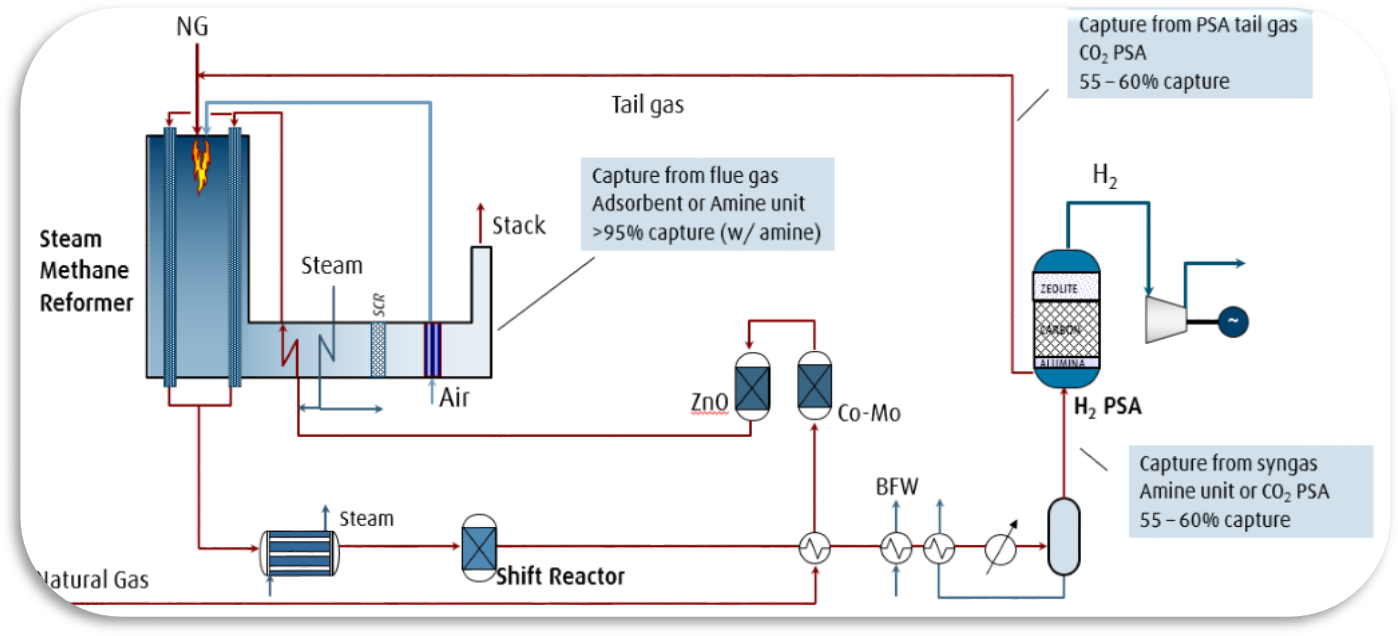 NG
Tail gas
Capture from PSA tail gas
CO₂ PSA
55 – 60% capture
Capture from flue gas
Adsorbent or Amine unit
>95% capture (w/ amine)
H₂
Stack
Steam
Methane
Reformer
Steam
SCR
Air
ZEOLITE
CARBON
ALUMINA
ZnO
Co-Mo
H₂ PSA
Capture from syngas
Amine unit or CO₂ PSA
55 – 60% capture
BFW
Steam
Shift Reactor
Natural Gas
~